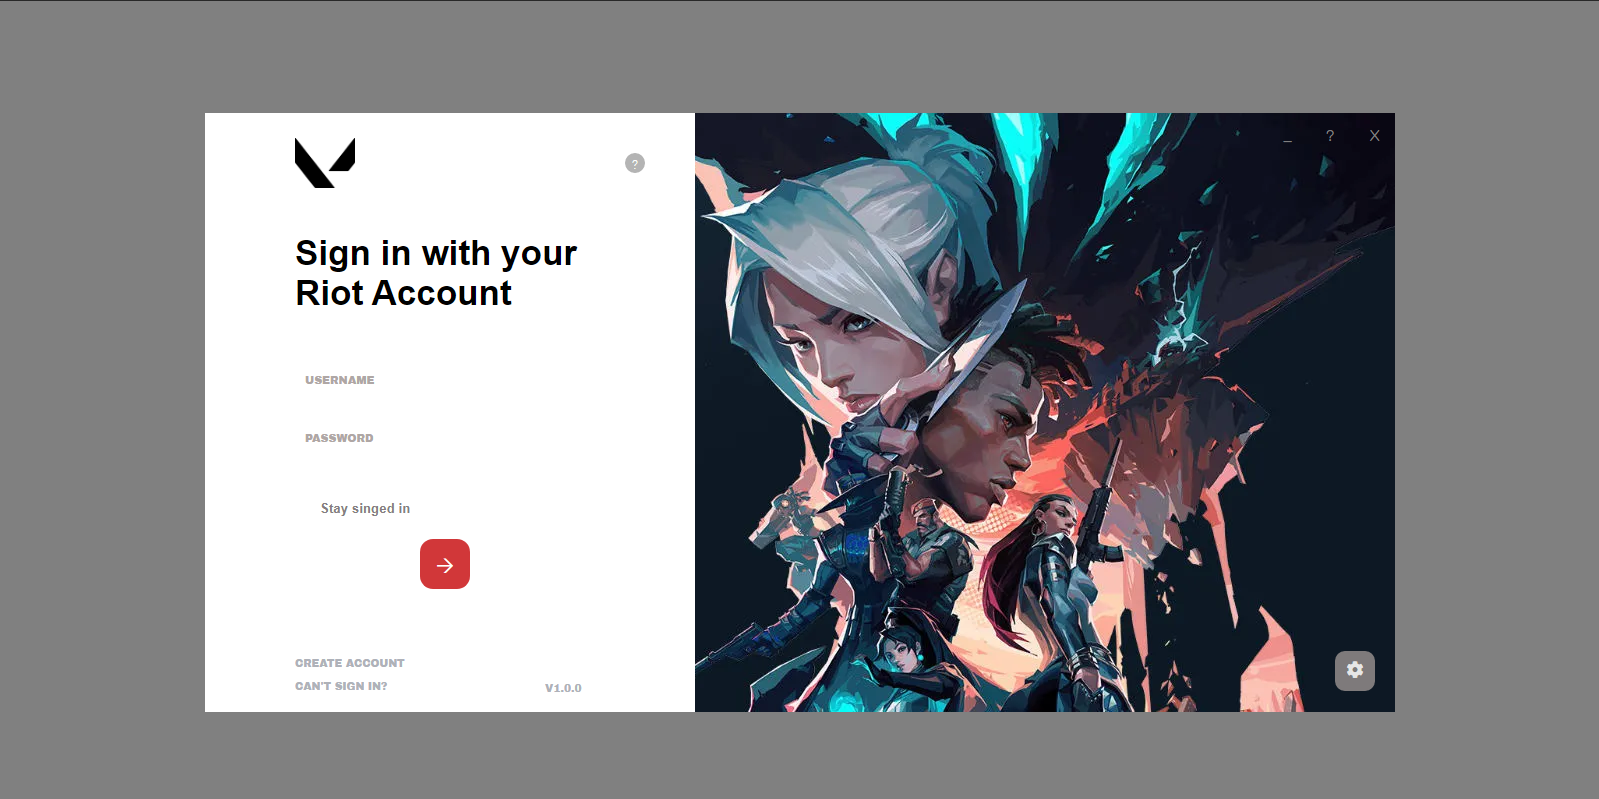 _ ? X
?
Sign in with your
Riot Account
USERNAME
PASSWORD
Stay singed in
CREATE ACCOUNT
CAN'T SIGN IN?
V1.0.0